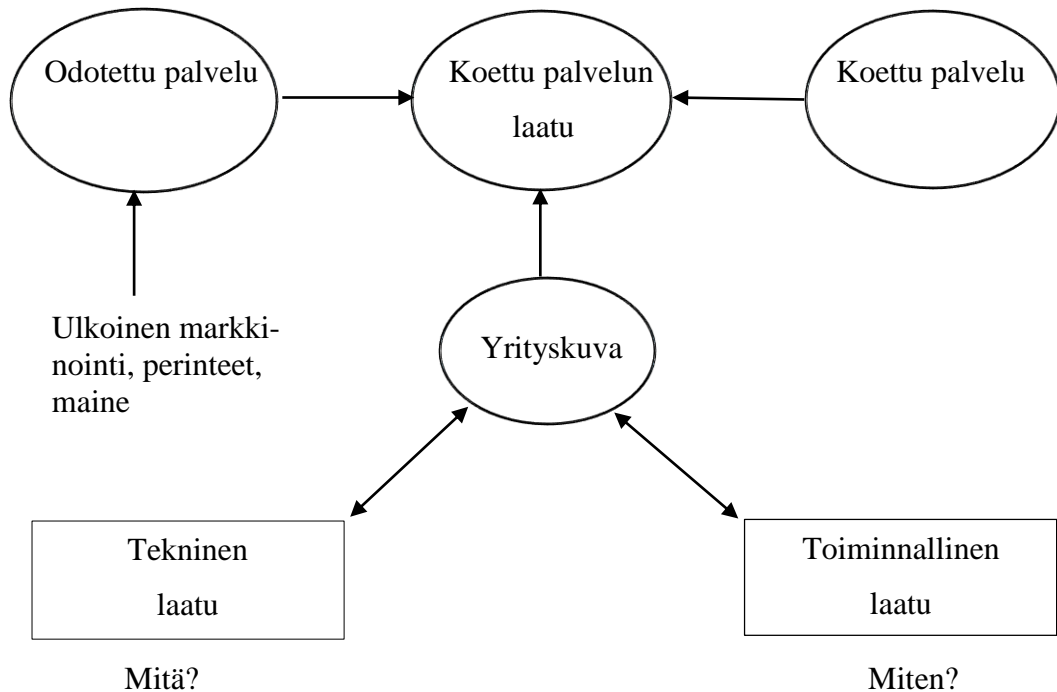 Odotettu palvelu
Koettu palvelun
laatu
Koettu palvelu
Ulkoinen markki-
nointi, perinteet,
maine
Yrityskuva
Tekninen
laatu
Toiminnallinen
laatu
Mitä?
Miten?